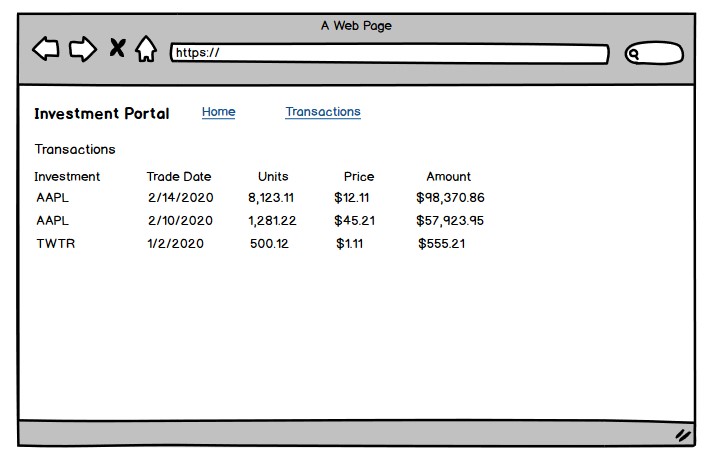 A Web Page
https://
Investment Portal Home Transactions
Transactions
Investment Trade Date Units Price Amount
AAPL 2/14/2020 8,123.11 $12.11 $98,370.86
AAPL 2/10/2020 1,281.22 $45.21 $57,923.95
TWTR 1/2/2020 500.12 $1.11 $555.21